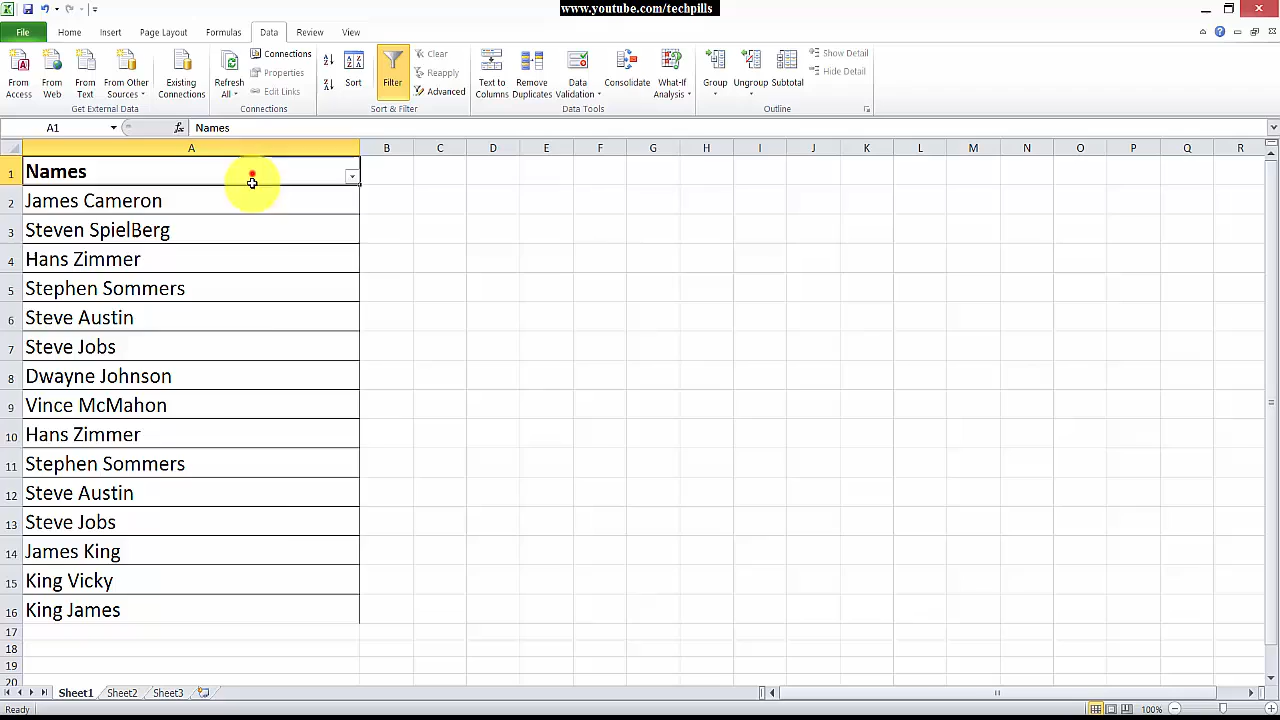 www.youtube.com/techpills
File Home Insert Page Layout Formulas Data Review View
Connections Clear Show Detail
Properties Reapply Hide Detail
From Access From Web From Text From Other Sources Existing Connections Refresh All Edit Links Sort Filter Advanced Text to Columns Remove Duplicates Data Validation Consolidate What-If Analysis Group Ungroup Subtotal
Get External Data Connections Sort & Filter Data Tools Outline
A1 fx Names
A B C D E F G H I J K L M N O P Q R
1 Names
2 James Cameron
3 Steven SpielBerg
4 Hans Zimmer
5 Stephen Sommers
6 Steve Austin
7 Steve Jobs
8 Dwayne Johnson
9 Vince McMahon
10 Hans Zimmer
11 Stephen Sommers
12 Steve Austin
13 Steve Jobs
14 James King
15 King Vicky
16 King James
17
18
19
20
Sheet1 Sheet2 Sheet3
Ready 100%